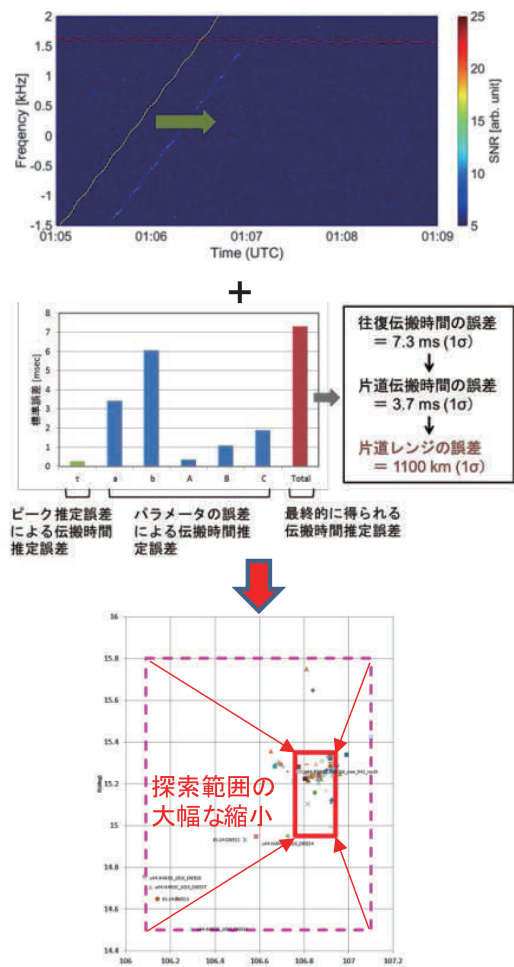 2
1.5
1
0.5
0
-0.5
-1
-1.5
Freqency [kHz]
01:05
01:06
01:07
01:08
01:09
Time (UTC)
25
20
15
10
5
SNR [arb. unit]
+
8
7
6
5
4
3
2
1
0
標準誤差 [msec]
τ
a
b
A
B
C
Total
ピーク推定誤差
による伝搬時間
推定誤差
パラメータの誤差
による伝搬時間推
定誤差
最終的に得られる
伝搬時間推定誤差
往復伝搬時間の誤差
= 7.3 ms (1σ)
↓
片道伝搬時間の誤差
= 3.7 ms (1σ)
↓
片道レンジの誤差
= 1100 km (1σ)
16
15.8
15.6
15.4
15.2
15
14.8
14.6
14.4
探索範囲の
大幅な縮小
106
106.2
106.4
106.6
106.8
107
107.2